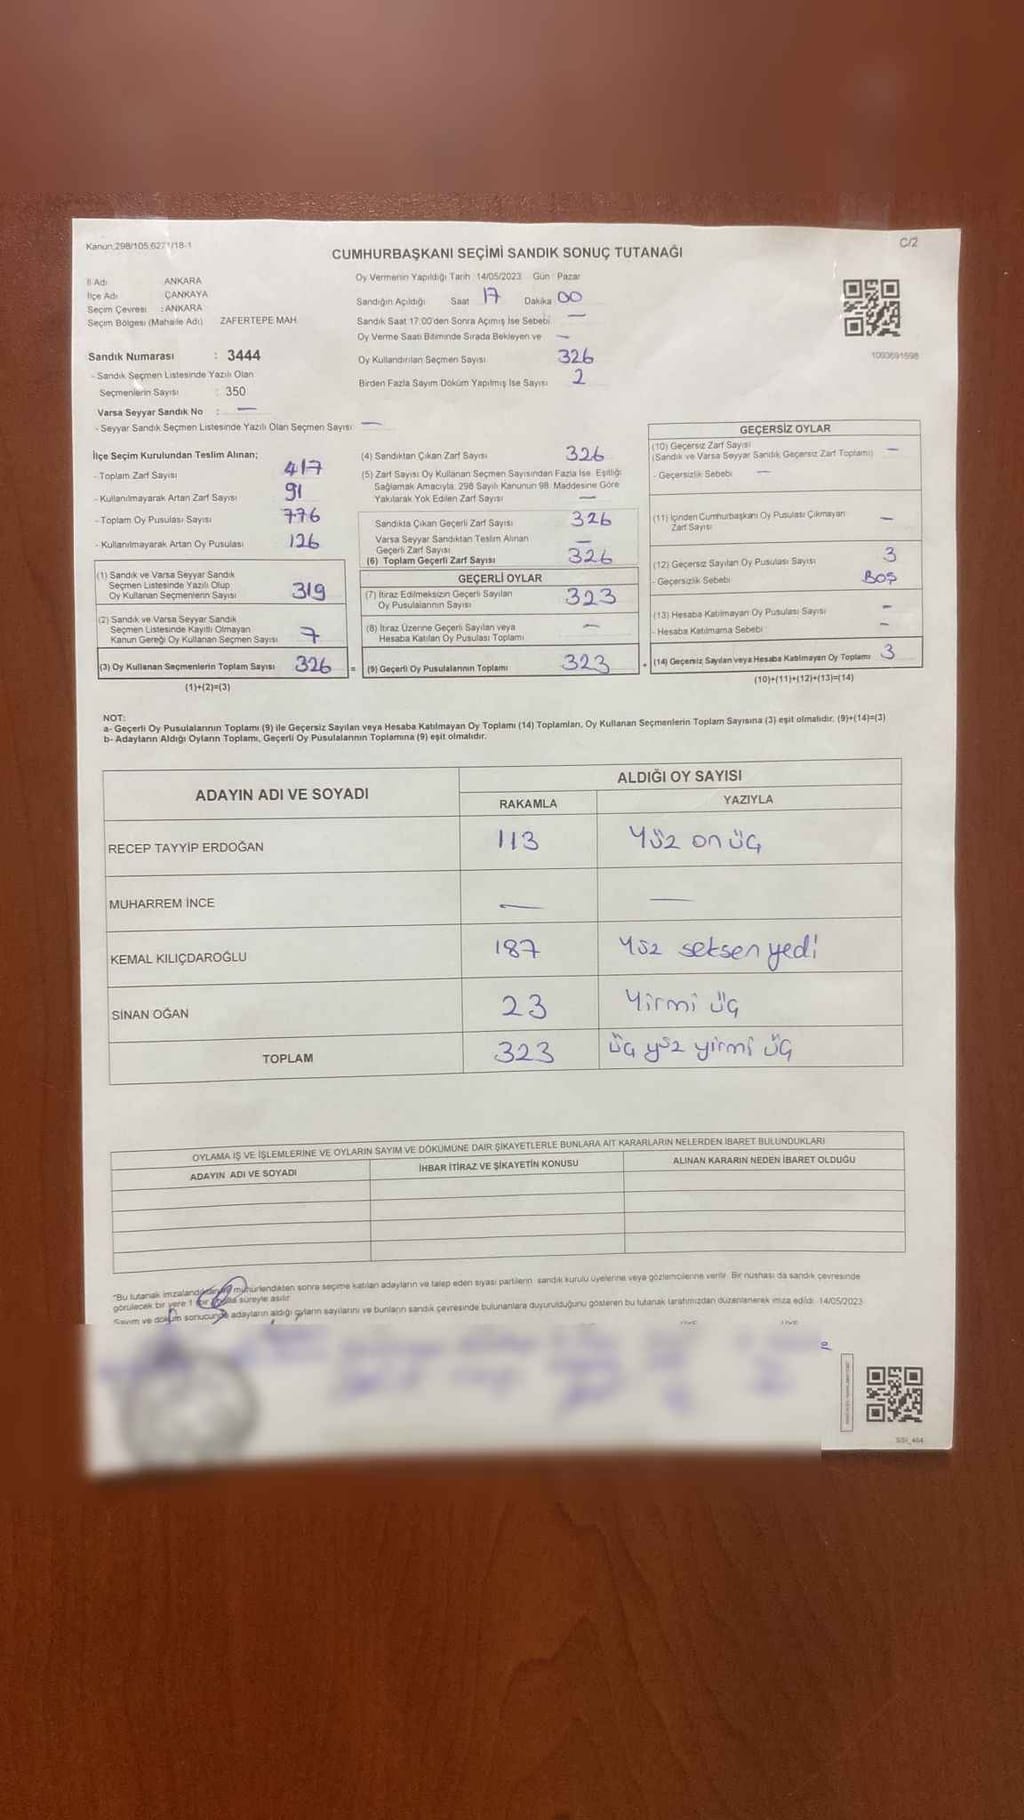 Kanun:298/105,6271/18-1
C/2
CUMHURBAŞKANI SEÇİMİ SANDIK SONUÇ TUTANAĞI
İl Adı ANKARA
İlçe Adı ÇANKAYA
Seçim Çevresi : ANKARA
Seçim Bölgesi (Mahalle Adı) ZAFERTEPE MAH.
Oy Vermenin Yapıldığı Tarih : 14/05/2023 Gün : Pazar
Sandığın Açıldığı Saat 17 Dakika 00
Sandık Saat 17:00'den Sonra Açımış İse Sebebi —
Oy Verme Saati Bitiminde Sırada Bekleyen ve —
Oy Kullandırılan Seçmen Sayısı 326
Birden Fazla Sayım Döküm Yapılmış İse Sayısı 2
1093691698
Sandık Numarası : 3444
- Sandık Seçmen Listesinde Yazılı Olan
Seçmenlerin Sayısı : 350
Varsa Seyyar Sandık No : —
- Seyyar Sandık Seçmen Listesinde Yazılı Olan Seçmen Sayısı —
İlçe Seçim Kurulundan Teslim Alınan;
- Toplam Zarf Sayısı 417
- Kullanılmayarak Artan Zarf Sayısı 91
- Toplam Oy Pusulası Sayısı 776
- Kullanılmayarak Artan Oy Pusulası 126
(1) Sandık ve Varsa Seyyar Sandık
Seçmen Listesinde Yazılı Olup
Oy Kullanan Seçmenlerin Sayısı 319
(2) Sandık ve Varsa Seyyar Sandık
Seçmen Listesinde Kayıtlı Olmayan
Kanun Gereği Oy Kullanan Seçmen Sayısı 7
(3) Oy Kullanan Seçmenlerin Toplam Sayısı 326 =
(1)+(2)=(3)
(4) Sandıktan Çıkan Zarf Sayısı 326
(5) Zarf Sayısı Oy Kullanan Seçmen Sayısından Fazla İse, Eşitliği
Sağlamak Amacıyla, 298 Sayılı Kanunun 98. Maddesine Göre
Yakılarak Yok Edilen Zarf Sayısı —
Sandıkta Çıkan Geçerli Zarf Sayısı 326
Varsa Seyyar Sandıktan Teslim Alınan
Geçerli Zarf Sayısı —
(6) Toplam Geçerli Zarf Sayısı 326
GEÇERLİ OYLAR
(7) İtiraz Edilmeksizin Geçerli Sayılan
Oy Pusulalarının Sayısı 323
(8) İtiraz Üzerine Geçerli Sayılan veya
Hesaba Katılan Oy Pusulası Toplamı —
(9) Geçerli Oy Pusulalarının Toplamı 323 +
GEÇERSİZ OYLAR
(10) Geçersiz Zarf Sayısı
(Sandık ve Varsa Seyyar Sandık Geçersiz Zarf Toplamı) —
- Geçersizlik Sebebi —
(11) İçinden Cumhurbaşkanı Oy Pusulası Çıkmayan
Zarf Sayısı —
(12) Geçersiz Sayılan Oy Pusulası Sayısı 3
- Geçersizlik Sebebi BOŞ
(13) Hesaba Katılmayan Oy Pusulası Sayısı —
- Hesaba Katılmama Sebebi —
(14) Geçersiz Sayılan veya Hesaba Katılmayan Oy Toplamı 3
(10)+(11)+(12)+(13)=(14)
NOT:
a- Geçerli Oy Pusulalarının Toplamı (9) ile Geçersiz Sayılan veya Hesaba Katılmayan Oy Toplamı (14) Toplamları, Oy Kullanan Seçmenlerin Toplam Sayısına (3) eşit olmalıdır. (9)+(14)=(3)
b- Adayların Aldığı Oyların Toplamı, Geçerli Oy Pusulalarının Toplamına (9) eşit olmalıdır.
ADAYIN ADI VE SOYADI
ALDIĞI OY SAYISI
RAKAMLA YAZIYLA
RECEP TAYYİP ERDOĞAN 113 Yüz on üç
MUHARREM İNCE — —
KEMAL KILIÇDAROĞLU 187 Yüz seksen yedi
SİNAN OĞAN 23 Yirmi üç
TOPLAM 323 üç yüz yirmi üç
OYLAMA İŞ VE İŞLEMLERİNE VE OYLARIN SAYIM VE DÖKÜMÜNE DAİR ŞİKAYETLERLE BUNLARA AİT KARARLARIN NELERDEN İBARET BULUNDUKLARI
ADAYIN ADI VE SOYADI İHBAR İTİRAZ VE ŞİKAYETİN KONUSU ALINAN KARARIN NEDEN İBARET OLDUĞU
"Bu tutanak mühürlendikten sonra seçime katılan adayların ve talep eden siyasi partilerin sandık kurulu üyelerine veya gözlemcilerine verilir. Bir nüshası da sandık çevresinde
görülecek bir yere 1 bir süreyle asılır.
Sayım ve döküm sonucunda adayların aldığı oyların sayılarını ve bunların sandık çevresinde bulunanlara duyurulduğunu gösteren bu tutanak tarafımızdan düzenlenerek imza edildi. 14/05/2023
SSI_464